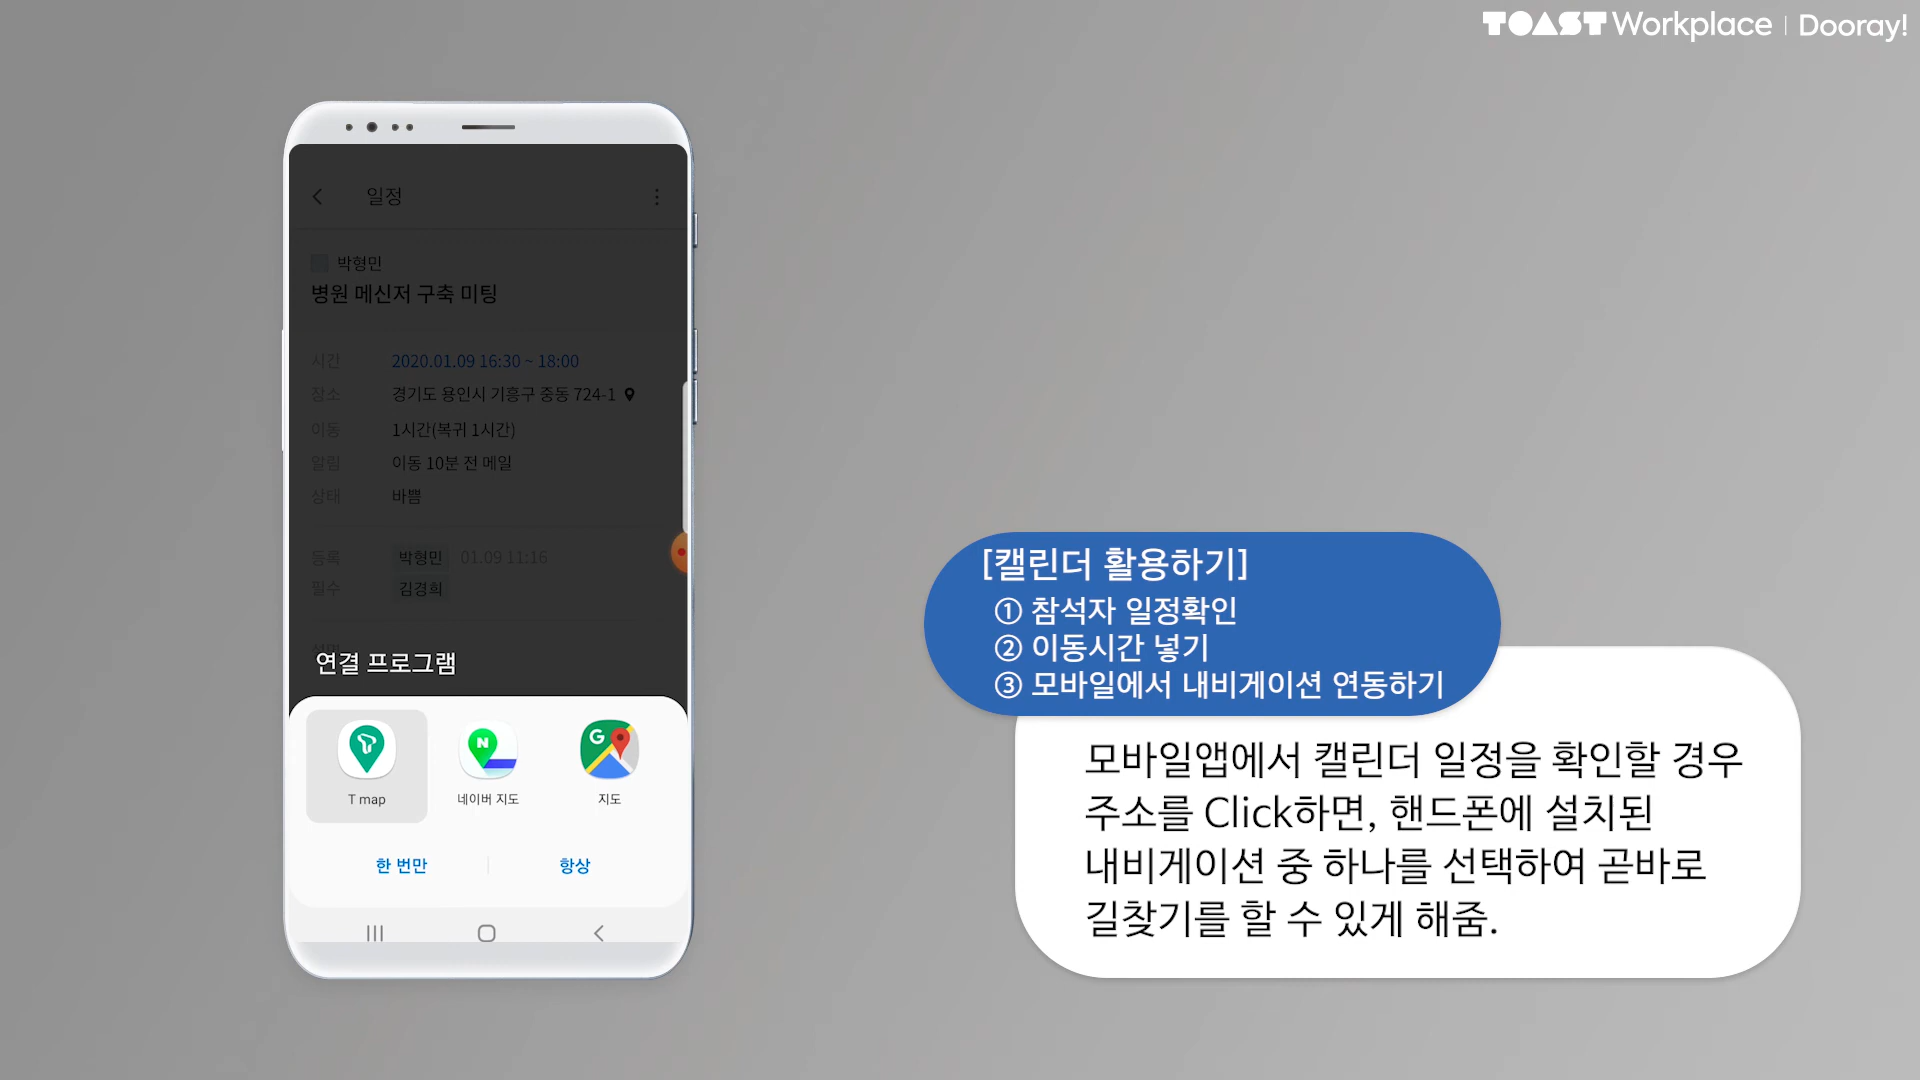 TOAST Workplace | Dooray!
일정
박형민
병원 메신저 구축 미팅
시간 2020.01.09 16:30 ~ 18:00
장소 경기도 용인시 기흥구 중동 724-1
이동 1시간(복귀 1시간)
알림 이동 10분 전 메일
상태 바쁨
등록 박형민 01.09 11:16
필수 김경희
연결 프로그램
T map 네이버 지도 지도
한 번만 항상
[캘린더 활용하기]
① 참석자 일정확인
② 이동시간 넣기
③ 모바일에서 내비게이션 연동하기
모바일앱에서 캘린더 일정을 확인할 경우
주소를 Click하면, 핸드폰에 설치된
내비게이션 중 하나를 선택하여 곧바로
길찾기를 할 수 있게 해줌.